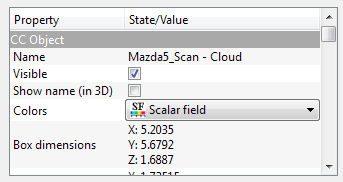 Property State/Value
CC Object
Name Mazda5_Scan - Cloud
Visible
Show name (in 3D)
Colors SF Scalar field
X: 5.2035
Box dimensions Y: 5.6792
Z: 1.6887